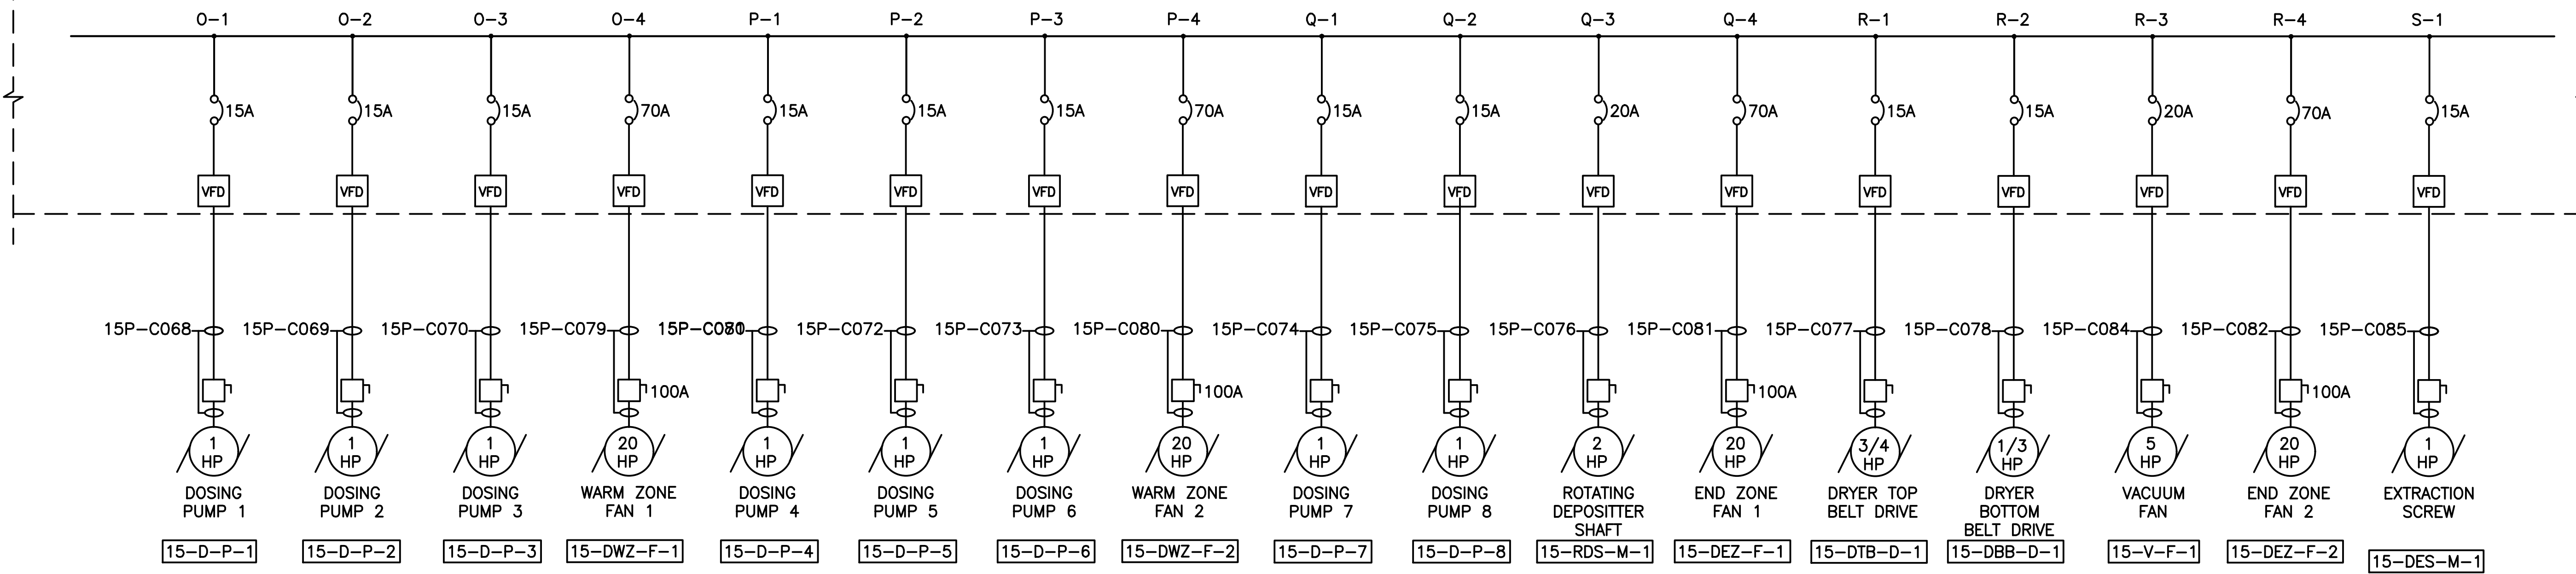 O-1 O-2 O-3 O-4 P-1 P-2 P-3 P-4 Q-1 Q-2 Q-3 Q-4 R-1 R-2 R-3 R-4 S-1
15A 15A 15A 70A 15A 15A 15A 70A 15A 15A 20A 70A 15A 15A 20A 70A 15A
VFD VFD VFD VFD VFD VFD VFD VFD VFD VFD VFD VFD VFD VFD VFD VFD VFD
15P-C068 15P-C069 15P-C070 15P-C079 15P-C072 15P-C073 15P-C080 15P-C074 15P-C075 15P-C076 15P-C081 15P-C077 15P-C078 15P-C084 15P-C082 15P-C085
100A 100A 100A 100A
1 1 1 20 1 1 1 20 1 1 2 20 3/4 1/3 5 20 1
HP HP HP HP HP HP HP HP HP HP HP HP HP HP HP HP HP
DOSING DOSING DOSING WARM ZONE DOSING DOSING DOSING WARM ZONE DOSING DOSING ROTATING END ZONE DRYER TOP DRYER VACUUM END ZONE EXTRACTION
PUMP 1 PUMP 2 PUMP 3 FAN 1 PUMP 4 PUMP 5 PUMP 6 FAN 2 PUMP 7 PUMP 8 DEPOSITTER FAN 1 BELT DRIVE BOTTOM FAN FAN 2 SCREW
SHAFT BELT DRIVE
15-D-P-1 15-D-P-2 15-D-P-3 15-DWZ-F-1 15-D-P-4 15-D-P-5 15-D-P-6 15-DWZ-F-2 15-D-P-7 15-D-P-8 15-RDS-M-1 15-DEZ-F-1 15-DTB-D-1 15-DBB-D-1 15-V-F-1 15-DEZ-F-2 15-DES-M-1